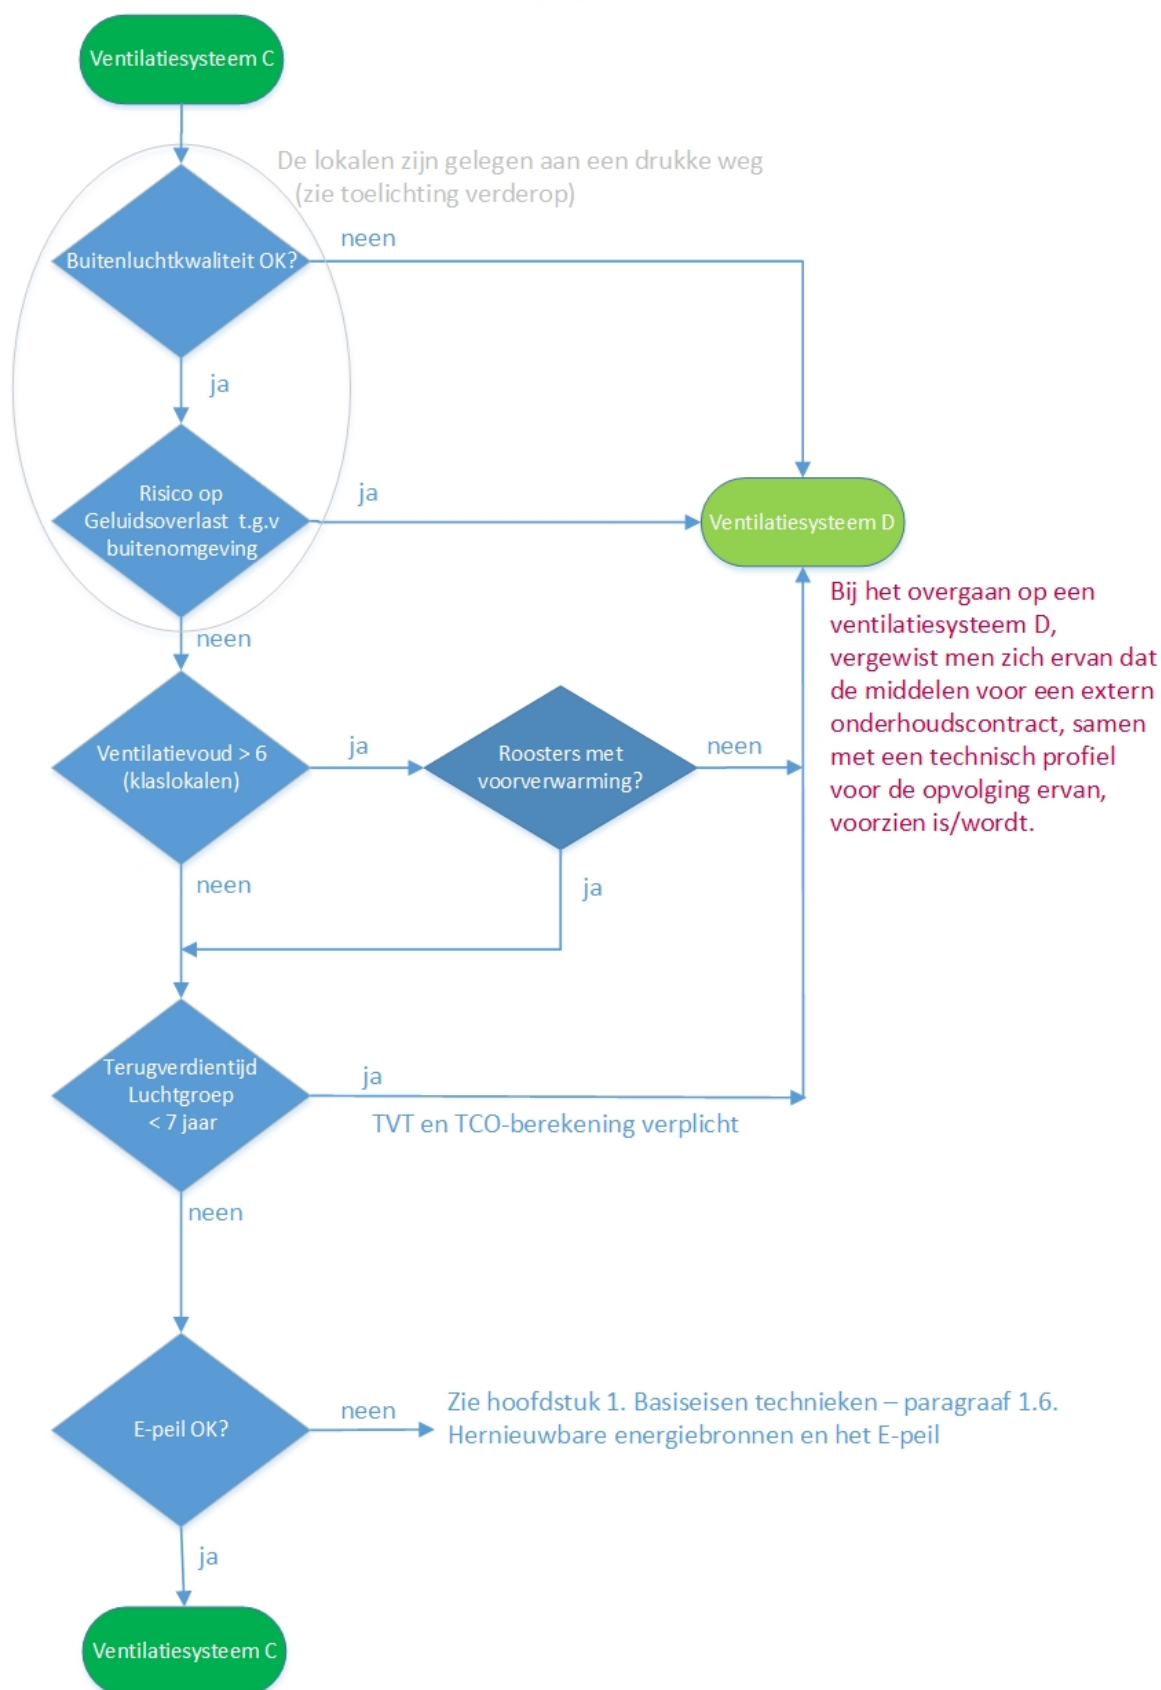 Ventilatiesysteem C
De lokalen zijn gelegen aan een drukke weg
(zie toelichting verderop)
neen
Buitenluchtkwaliteit OK?
ja
Risico op
Geluidsoverlast t.g.v
buitenomgeving
ja
Ventilatiesysteem D
Bij het overgaan op een
ventilatiesysteem D,
vergewist men zich ervan dat
de middelen voor een extern
onderhoudscontract, samen
met een technisch profiel
voor de opvolging ervan,
voorzien is/wordt.
neen
Ventilatievoud > 6
(klaslokalen)
ja
Roosters met
voorverwarming?
neen
neen
ja
Terugverdientijd
Luchtgroep
< 7 jaar
ja
TVT en TCO-berekening verplicht
neen
E-peil OK?
neen
Zie hoofdstuk 1. Basiseisen technieken – paragraaf 1.6.
Hernieuwbare energiebronnen en het E-peil
ja
Ventilatiesysteem C